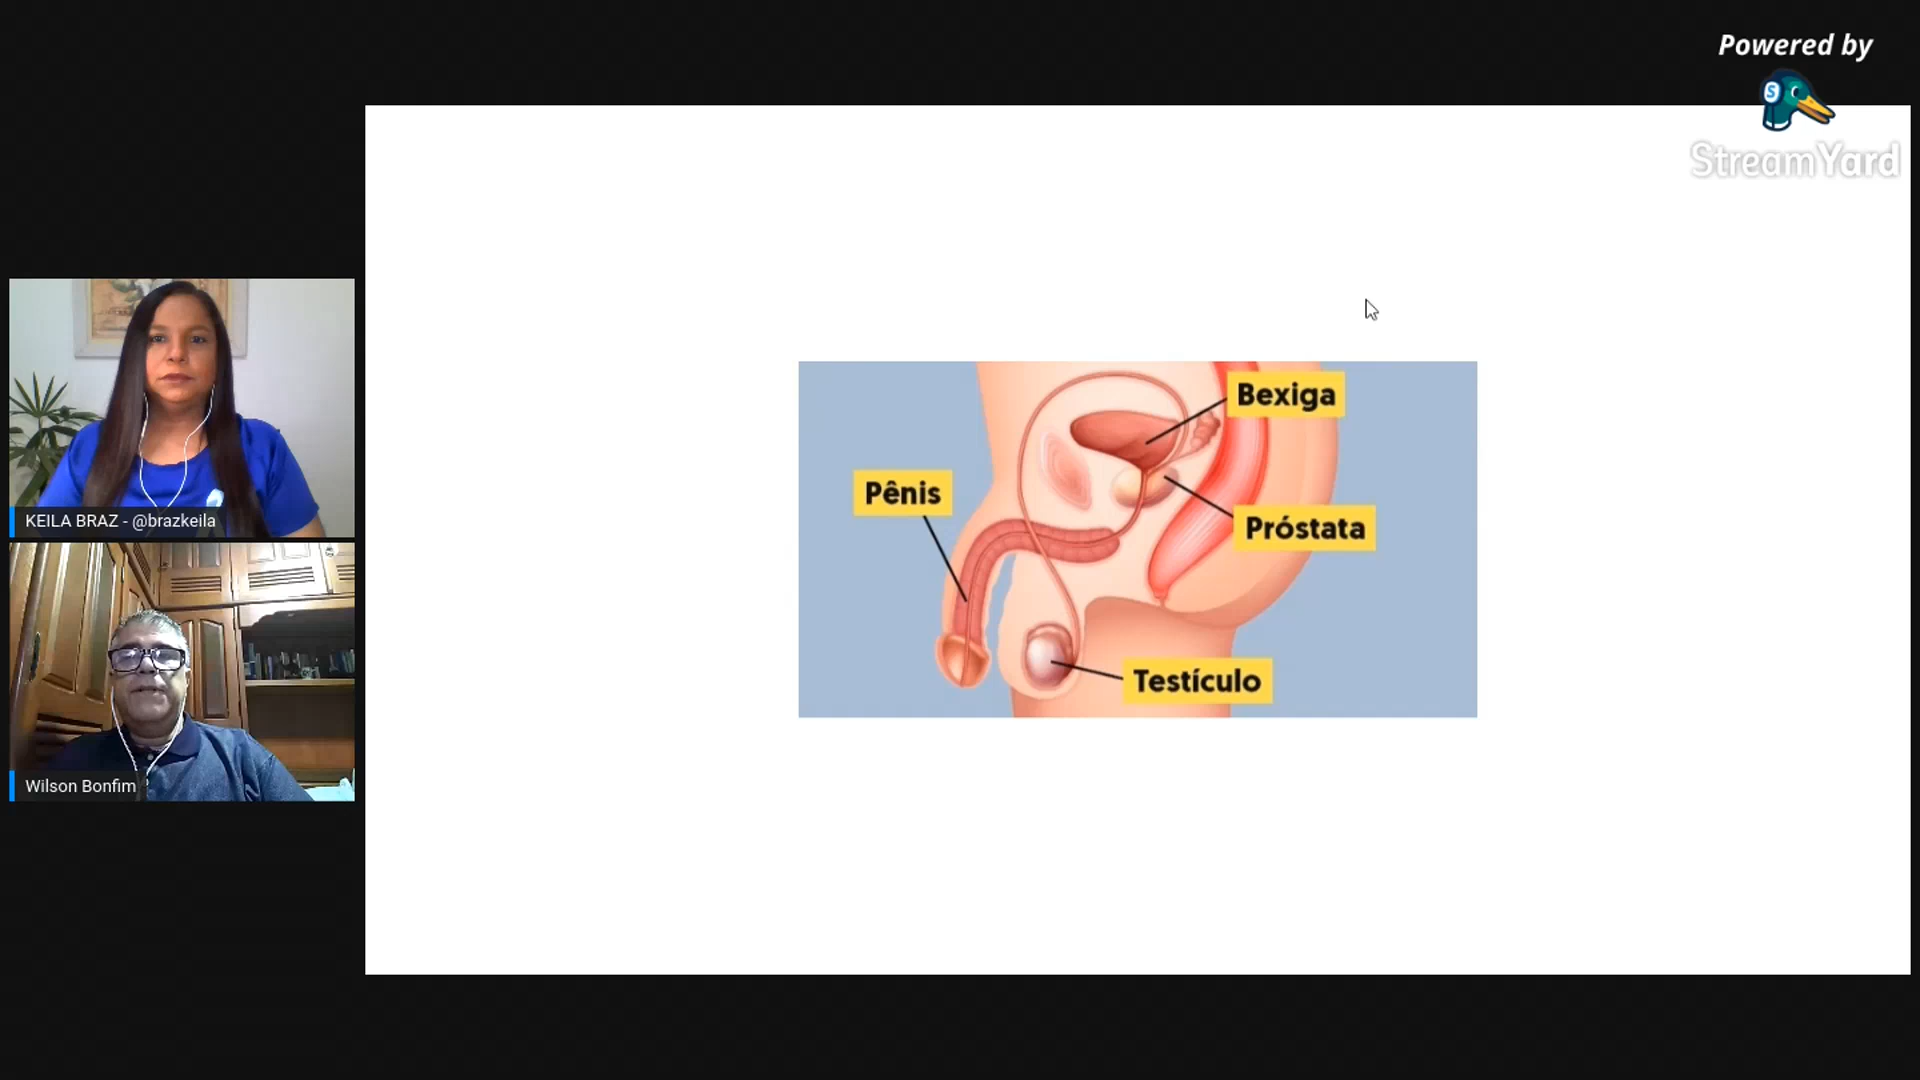 Powered by
StreamYard
Bexiga
Pênis
Próstata
Testículo
KEILA BRAZ - @brazkeila
Wilson Bonfim